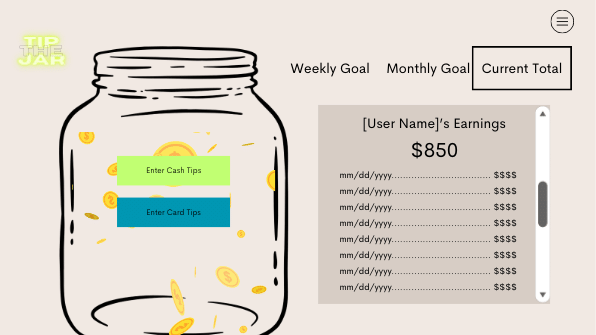 TIP
THE
JAR
Weekly Goal
Monthly Goal
Current Total
Enter Cash Tips
Enter Card Tips
[User Name]'s Earnings
$850
mm/dd/yyyy................................... $$$$
mm/dd/yyyy................................... $$$$
mm/dd/yyyy................................... $$$$
mm/dd/yyyy................................... $$$$
mm/dd/yyyy................................... $$$$
mm/dd/yyyy................................... $$$$
mm/dd/yyyy................................... $$$$
mm/dd/yyyy................................... $$$$